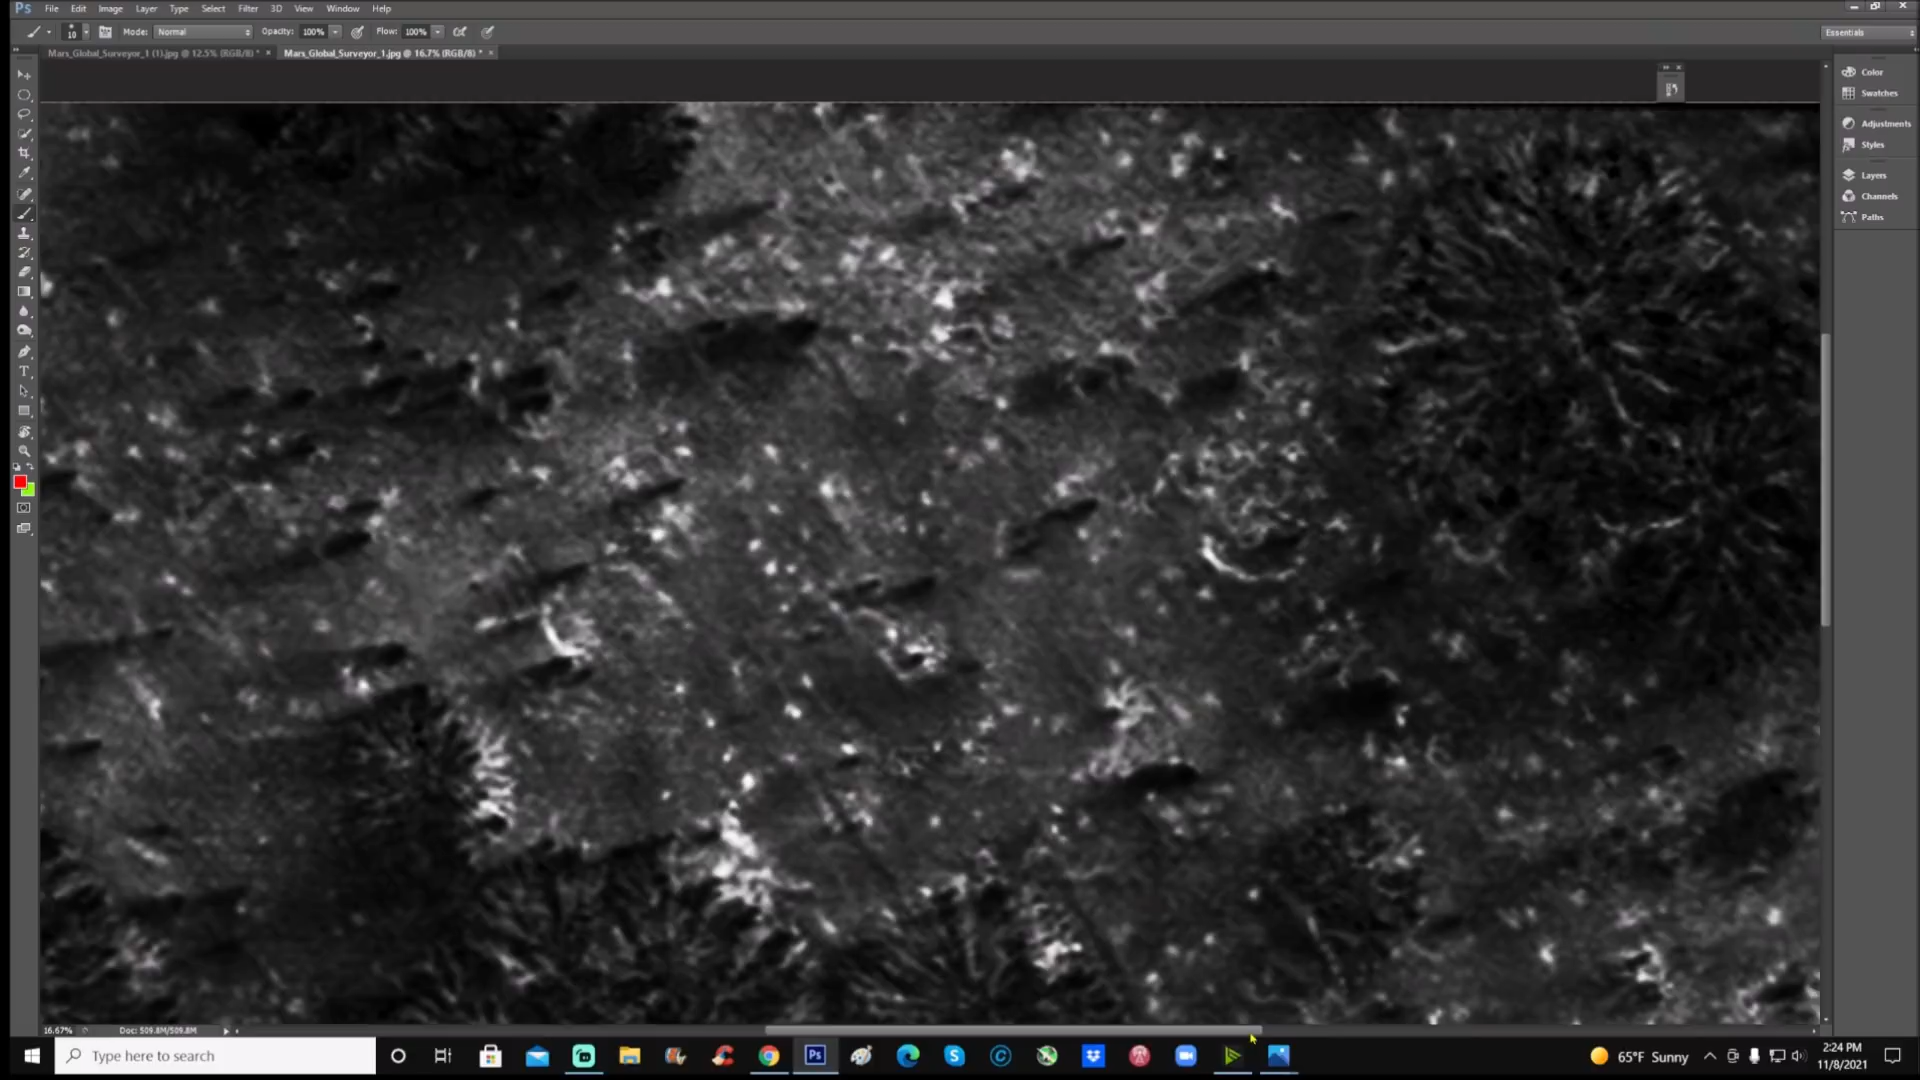 Ps File Edit Image Layer Type Select Filter 3D View Window Help
10 Mode: Normal Opacity: 100% Flow: 100% Essentials
Mars_Global_Surveyor_1 (1).jpg @ 12.5% (RGB/8) * × Mars_Global_Surveyor_1.jpg @ 16.7% (RGB/8) * ×
Color
Swatches
Adjustments
Styles
Layers
Channels
Paths
16.67% Doc: 509.8M/509.8M
Type here to search
Ps
65°F Sunny
2:24 PM
11/8/2021